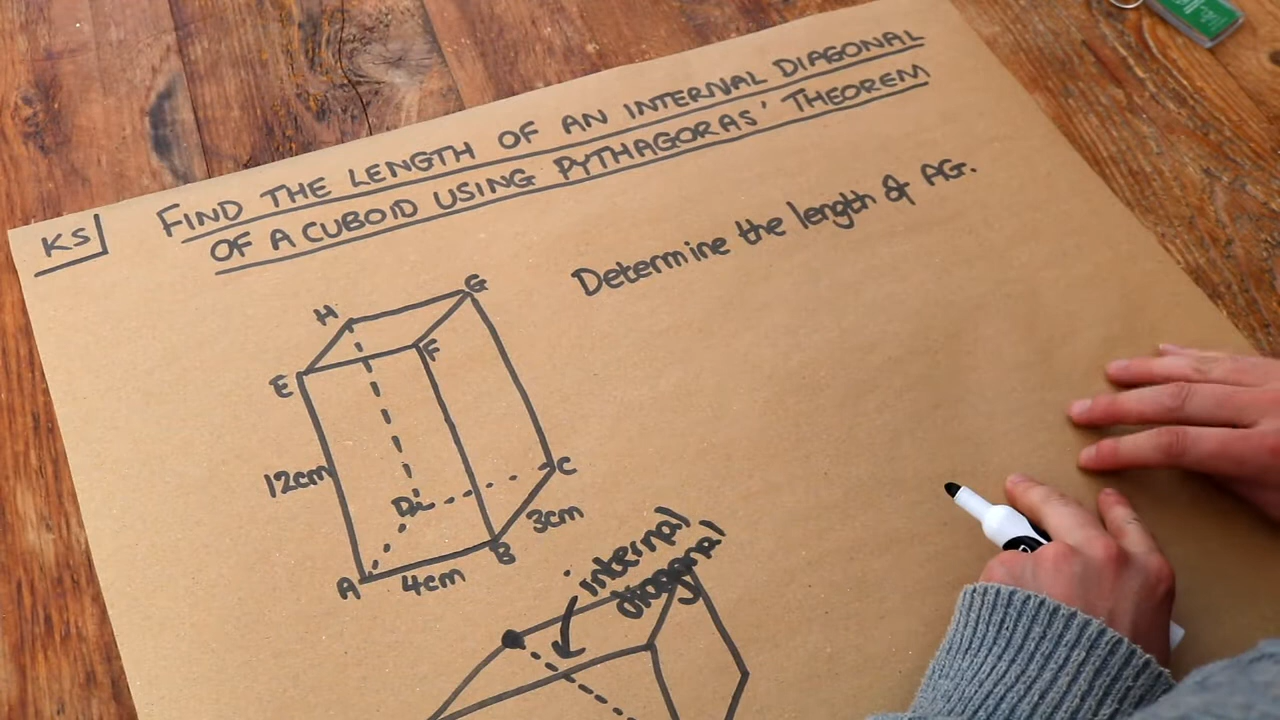 KS
FIND THE LENGTH OF AN INTERNAL DIAGONAL
OF A CUBOID USING PYTHAGORAS' THEOREM
Determine the length of AG.
G
H
F
E
12cm
C
D
3cm
B
A
4cm
internal
diagonal